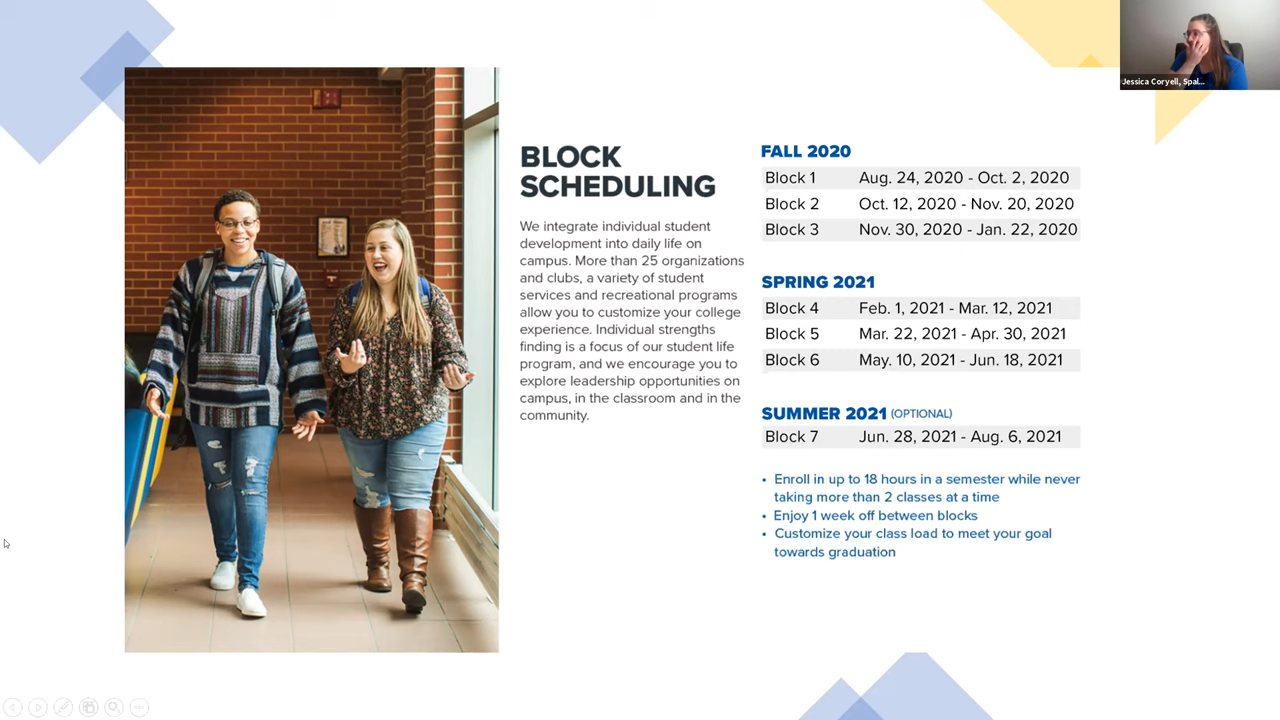 Jessica Coryell, Spal...
BLOCK
SCHEDULING
We integrate individual student
development into daily life on
campus. More than 25 organizations
and clubs, a variety of student
services and recreational programs
allow you to customize your college
experience. Individual strengths
finding is a focus of our student life
program, and we encourage you to
explore leadership opportunities on
campus, in the classroom and in the
community.
FALL 2020
Block 1 Aug. 24, 2020 - Oct. 2, 2020
Block 2 Oct. 12, 2020 - Nov. 20, 2020
Block 3 Nov. 30, 2020 - Jan. 22, 2020
SPRING 2021
Block 4 Feb. 1, 2021 - Mar. 12, 2021
Block 5 Mar. 22, 2021 - Apr. 30, 2021
Block 6 May. 10, 2021 - Jun. 18, 2021
SUMMER 2021 (OPTIONAL)
Block 7 Jun. 28, 2021 - Aug. 6, 2021
• Enroll in up to 18 hours in a semester while never
taking more than 2 classes at a time
• Enjoy 1 week off between blocks
• Customize your class load to meet your goal
towards graduation